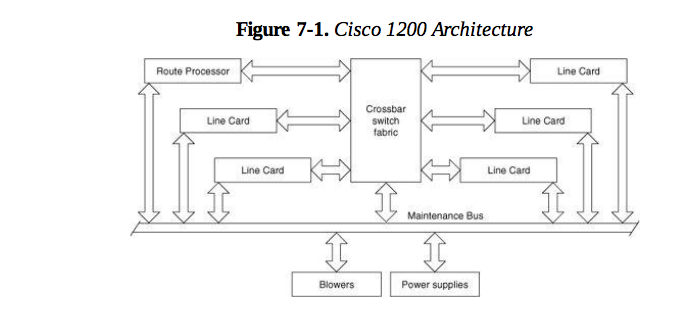 Figure 7-1. Cisco 1200 Architecture
Route Processor
Crossbar
switch
fabric
Line Card
Line Card
Line Card
Line Card
Line Card
Maintenance Bus
Blowers
Power supplies